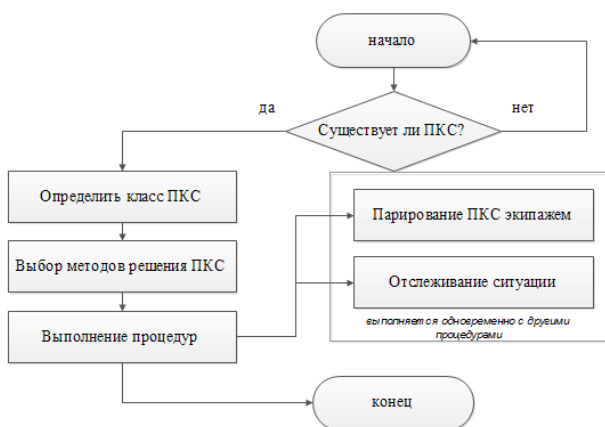 начало
да
нет
Существует ли ПКС?
Определить класс ПКС
Парирование ПКС экипажем
Выбор методов решения ПКС
Отслеживание ситуации
выполняется одновременно с другими
процедурами
Выполнение процедур
конец